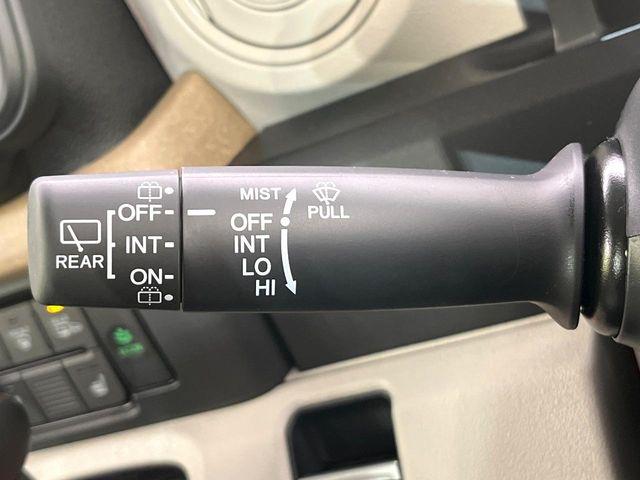 OFF
INT
REAR
ON
MIST
PULL
OFF
INT
LO
HI